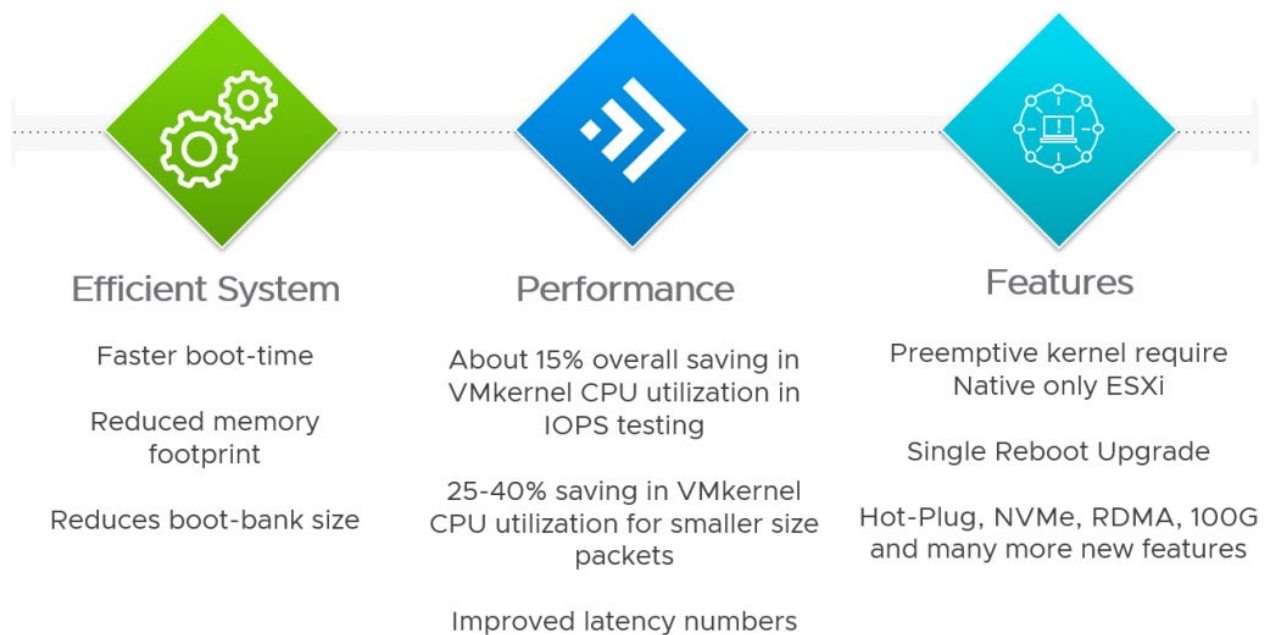 Efficient System
Faster boot-time
Reduced memory
footprint
Reduces boot-bank size
Performance
About 15% overall saving in
VMkernel CPU utilization in
IOPS testing
25-40% saving in VMkernel
CPU utilization for smaller size
packets
Improved latency numbers
Features
Preemptive kernel require
Native only ESXi
Single Reboot Upgrade
Hot-Plug, NVMe, RDMA, 100G
and many more new features